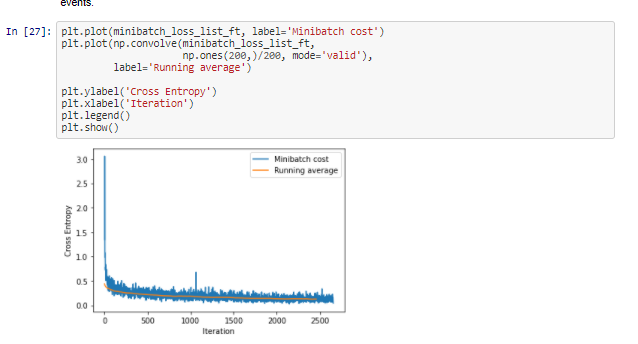 events.
In [27]: plt.plot(minibatch_loss_list_ft, label='Minibatch cost')
plt.plot(np.convolve(minibatch_loss_list_ft,
np.ones(200,)/200, mode='valid'),
label='Running average')
plt.ylabel('Cross Entropy')
plt.xlabel('Iteration')
plt.legend()
plt.show()
Minibatch cost
Running average
3.0
2.5
2.0
1.5
1.0
0.5
0.0
Cross Entropy
0 500 1000 1500 2000 2500
Iteration